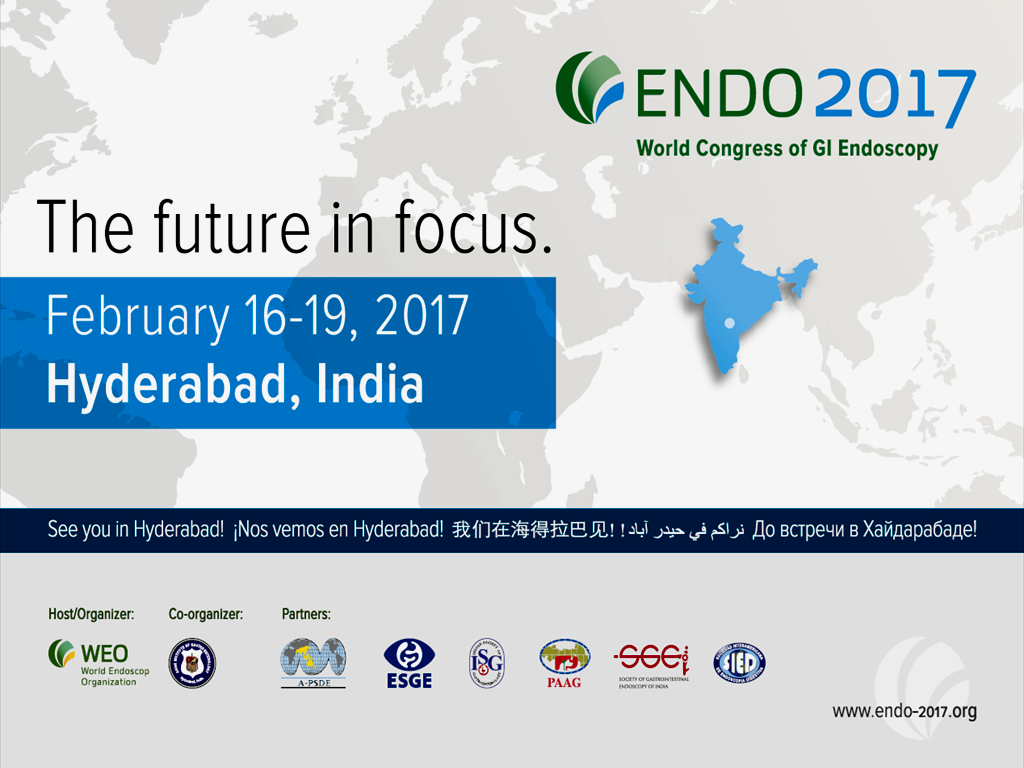 ENDO 2017
World Congress of GI Endoscopy
The future in focus.
February 16-19, 2017
Hyderabad, India
See you in Hyderabad! ¡Nos vemos en Hyderabad! 我们在海得拉巴见! نراكم في حيدر آباد! До встречи в Хайдарабаде!
Host/Organizer: Co-organizer: Partners:
WEO
World Endoscop
Organization
A-PSDE
ESGE
ISG
PAAG
SGEI
SOCIETY OF GASTROINTESTINAL
ENDOSCOPY OF INDIA
SIED
www.endo-2017.org